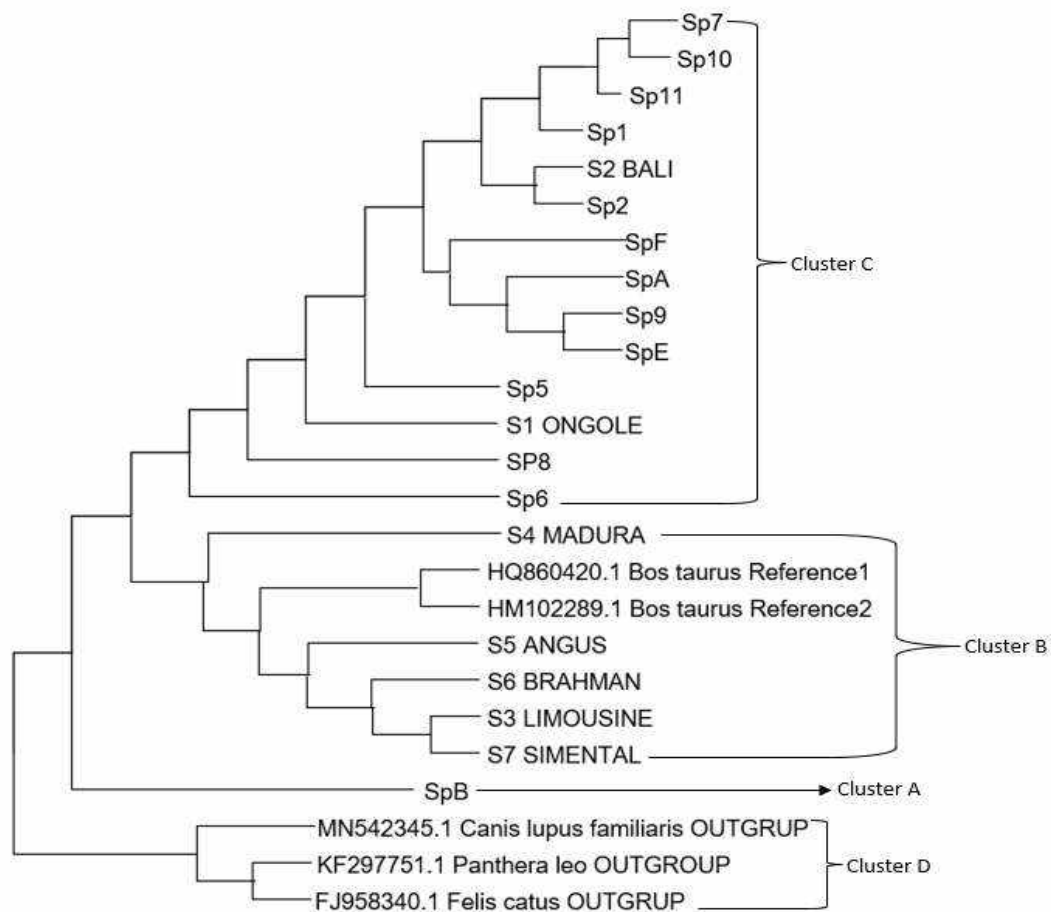 Sp7
Sp10
Sp11
Sp1
S2 BALI
Sp2
SpF
Cluster C
SpA
Sp9
SpE
Sp5
S1 ONGOLE
SP8
Sp6
S4 MADURA
HQ860420.1 Bos taurus Reference1
HM102289.1 Bos taurus Reference2
S5 ANGUS
Cluster B
S6 BRAHMAN
S3 LIMOUSINE
S7 SIMENTAL
SpB
Cluster A
MN542345.1 Canis lupus familiaris OUTGRUP
KF297751.1 Panthera leo OUTGROUP
Cluster D
FJ958340.1 Felis catus OUTGRUP